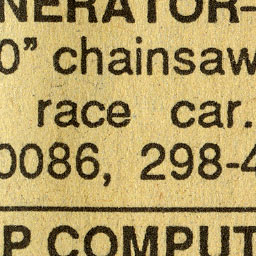 NERATOR–
0” chainsaw
race car.
0086, 298-4
P COMPUT